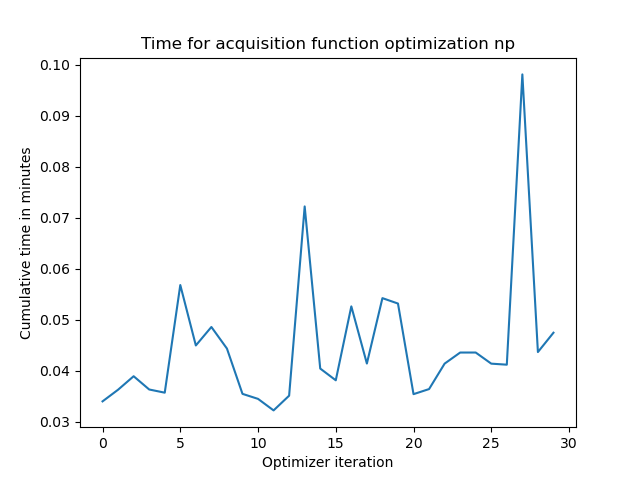 Time for acquisition function optimization np
Cumulative time in minutes
0.10
0.09
0.08
0.07
0.06
0.05
0.04
0.03
0 5 10 15 20 25 30
Optimizer iteration